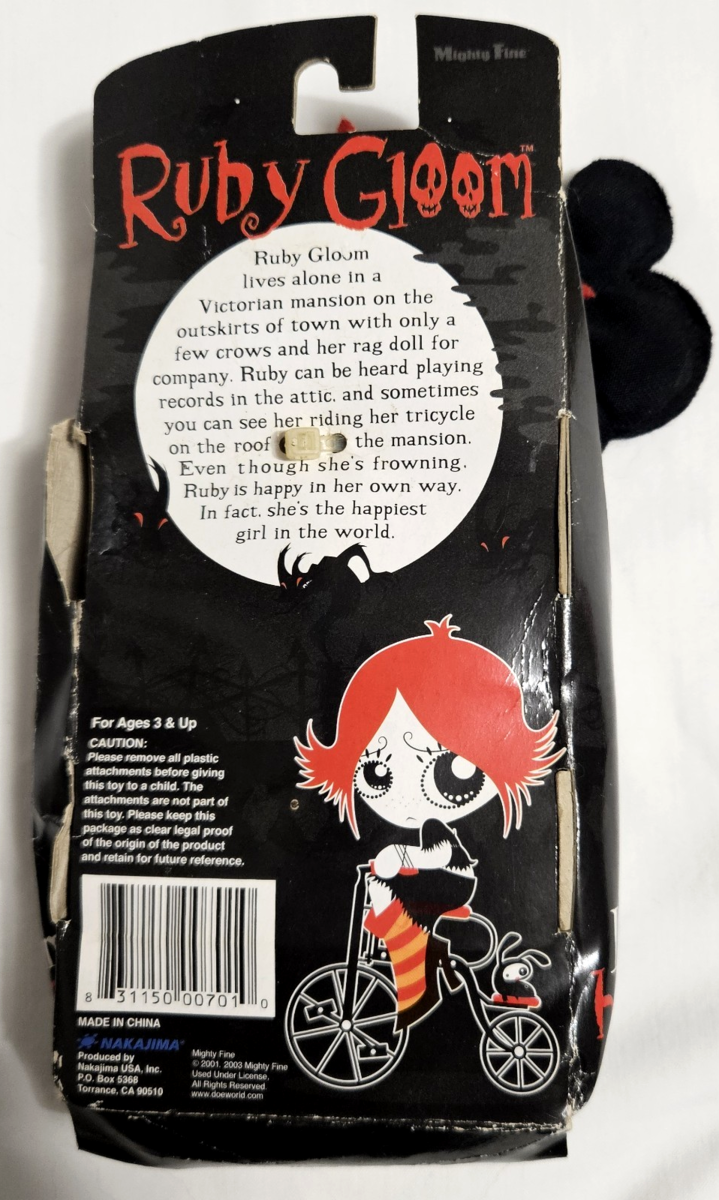 Mighty Fine
Ruby Gloom™
Ruby Gloom
lives alone in a
Victorian mansion on the
outskirts of town with only a
few crows and her rag doll for
company. Ruby can be heard playing
records in the attic, and sometimes
you can see her riding her tricycle
on the roof the mansion.
Even though she's frowning,
Ruby is happy in her own way.
In fact, she's the happiest
girl in the world.
For Ages 3 & Up
CAUTION:
Please remove all plastic
attachments before giving
this toy to a child. The
attachments are not part of
this toy. Please keep this
package as clear legal proof
of the origin of the product
and retain for future reference.
8 31150 00701 0
MADE IN CHINA
NAKAJIMA®
Produced by
Nakajima USA, Inc.
P.O. Box 5368
Torrance, CA 90510
Mighty Fine
© 2001, 2003 Mighty Fine
Used Under License.
All Rights Reserved.
www.doeworld.com